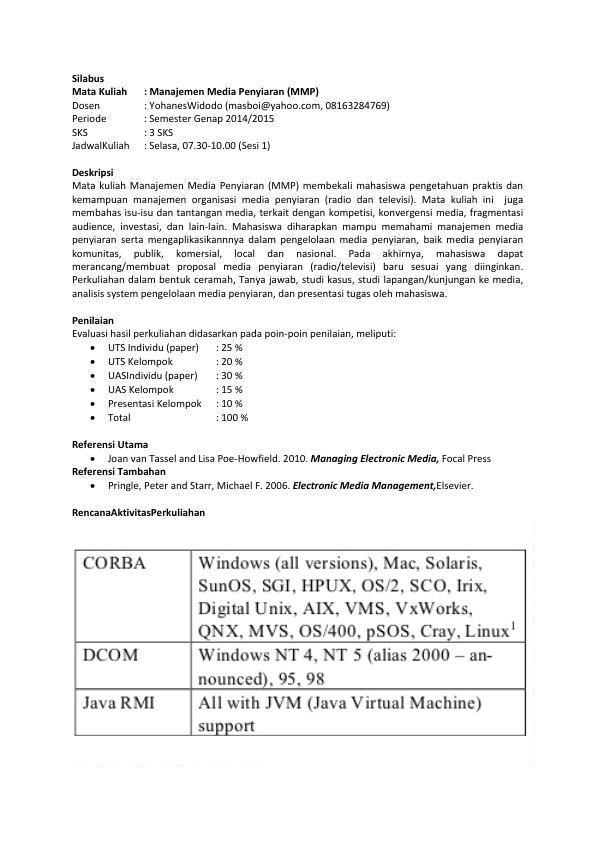 Silabus
Mata Kuliah : Manajemen Media Penyiaran (MMP)
Dosen : YohanesWidodo (masboi@yahoo.com, 08163284769)
Periode : Semester Genap 2014/2015
SKS : 3 SKS
JadwalKuliah : Selasa, 07.30-10.00 (Sesi 1)
Deskripsi
Mata kuliah Manajemen Media Penyiaran (MMP) membekali mahasiswa pengetahuan praktis dan
kemampuan manajemen organisasi media penyiaran (radio dan televisi). Mata kuliah ini juga
membahas isu-isu dan tantangan media, terkait dengan kompetisi, konvergensi media, fragmentasi
audience, investasi, dan lain-lain. Mahasiswa diharapkan mampu memahami manajemen media
penyiaran serta mengaplikasikannnya dalam pengelolaan media penyiaran, baik media penyiaran
komunitas, publik, komersial, local dan nasional. Pada akhirnya, mahasiswa dapat
merancang/membuat proposal media penyiaran (radio/televisi) baru sesuai yang diinginkan.
Perkuliahan dalam bentuk ceramah, Tanya jawab, studi kasus, studi lapangan/kunjungan ke media,
analisis system pengelolaan media penyiaran, dan presentasi tugas oleh mahasiswa.
Penilaian
Evaluasi hasil perkuliahan didasarkan pada poin-poin penilaian, meliputi:
• UTS Individu (paper) : 25 %
• UTS Kelompok : 20 %
• UASIndividu (paper) : 30 %
• UAS Kelompok : 15 %
• Presentasi Kelompok : 10 %
• Total : 100 %
Referensi Utama
• Joan van Tassel and Lisa Poe-Howfield. 2010. Managing Electronic Media, Focal Press
Referensi Tambahan
• Pringle, Peter and Starr, Michael F. 2006. Electronic Media Management,Elsevier.
RencanaAktivitasPerkuliahan
CORBA Windows (all versions), Mac, Solaris,
SunOS, SGI, HPUX, OS/2, SCO, Irix,
Digital Unix, AIX, VMS, VxWorks,
QNX, MVS, OS/400, pSOS, Cray, Linux¹
DCOM Windows NT 4, NT 5 (alias 2000 – an-
nounced), 95, 98
Java RMI All with JVM (Java Virtual Machine)
support